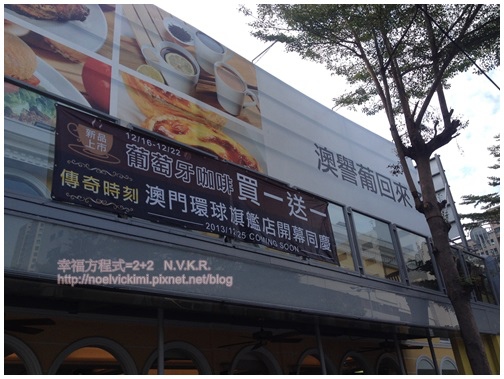 澳譽葡回來
新品
上市
12/16-12/22
葡萄牙咖啡買一送一
傳奇時刻
澳門環球旗艦店開幕同慶
2013/12/25 COMING SOON
幸福方程式=2+2 N.V.K.R.
http://noelvickimi.pixnet.net/blog